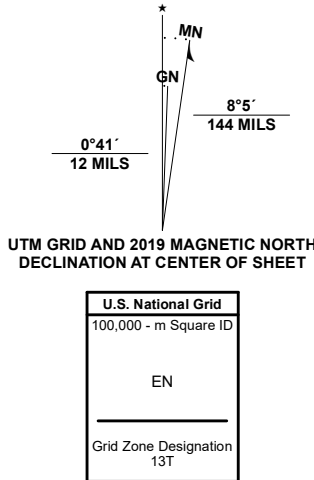 ★
MN
GN
8°5´
144 MILS
0°41´
12 MILS
UTM GRID AND 2019 MAGNETIC NORTH
DECLINATION AT CENTER OF SHEET
U.S. National Grid
100,000 - m Square ID
EN
Grid Zone Designation
13T